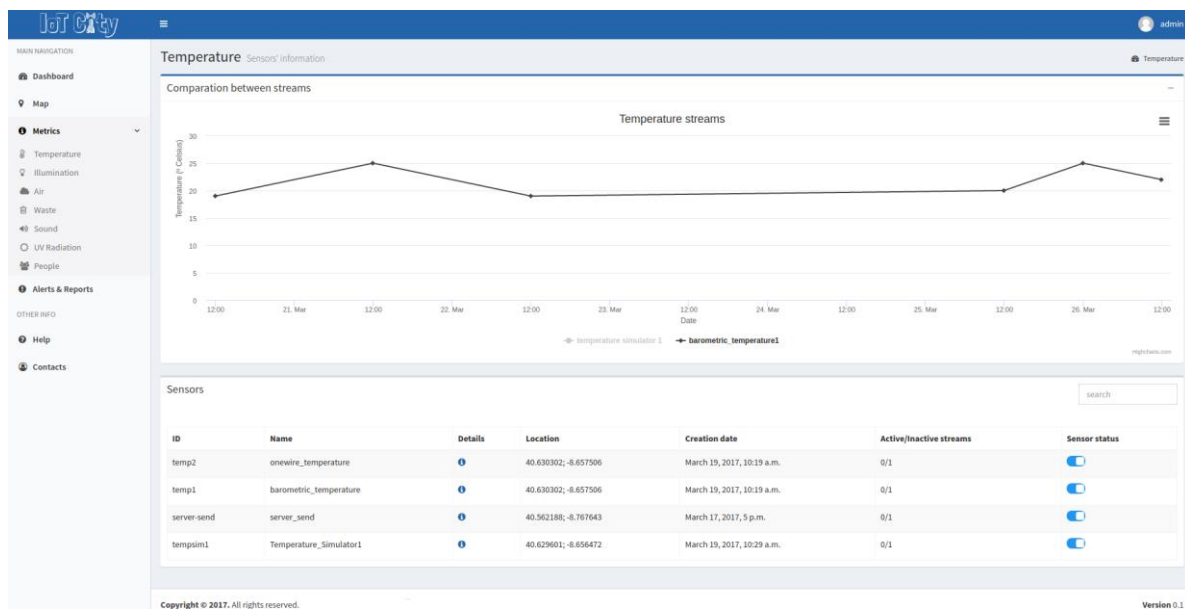 IoT City
admin
MAIN NAVIGATION
Dashboard
Map
Metrics
Temperature
Illumination
Air
Waste
Sound
UV Radiation
People
Alerts & Reports
OTHER INFO
Help
Contacts
Temperature Sensors' information
Temperature
Comparation between streams
Temperature streams
Temperature (° Celsius)
30
25
20
15
10
5
0
12:00 21. Mar 12:00 22. Mar 12:00 23. Mar 12:00 24. Mar 12:00 25. Mar 12:00 26. Mar 12:00
Date
temperature simulator 1 barometric_temperature1
Highcharts.com
Sensors
search
ID Name Details Location Creation date Active/Inactive streams Sensor status
temp2 onewire_temperature 40.630302; -8.657506 March 19, 2017, 10:19 a.m. 0/1
temp1 barometric_temperature 40.630302; -8.657506 March 19, 2017, 10:19 a.m. 0/1
server-send server_send 40.562188; -8.767643 March 17, 2017, 5 p.m. 0/1
tempsim1 Temperature_Simulator1 40.629601; -8.656472 March 19, 2017, 10:29 a.m. 0/1
Copyright © 2017. All rights reserved.
Version 0.1